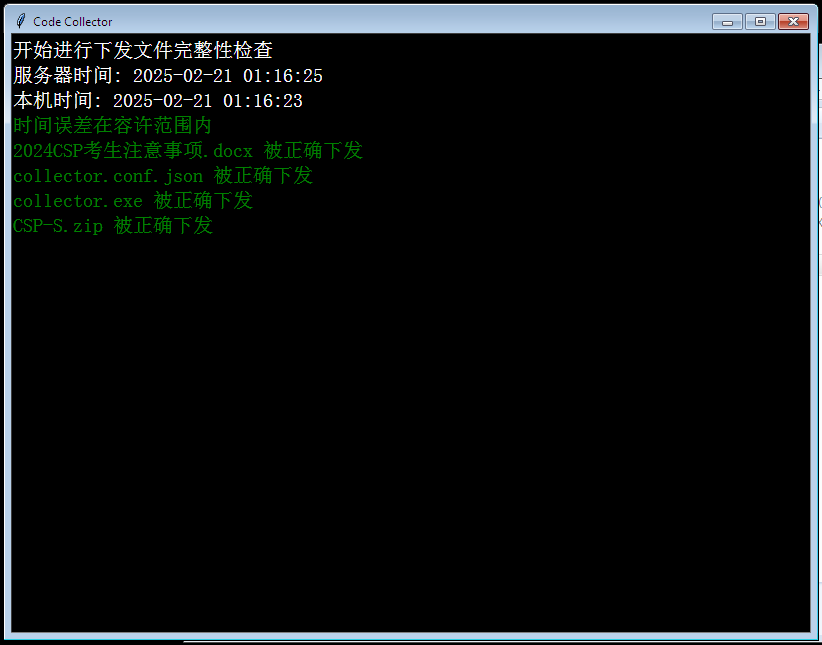 Code Collector
开始进行下发文件完整性检查
服务器时间: 2025-02-21 01:16:25
本机时间: 2025-02-21 01:16:23
时间误差在容许范围内
2024CSP考生注意事项.docx 被正确下发
collector.conf.json 被正确下发
collector.exe 被正确下发
CSP-S.zip 被正确下发